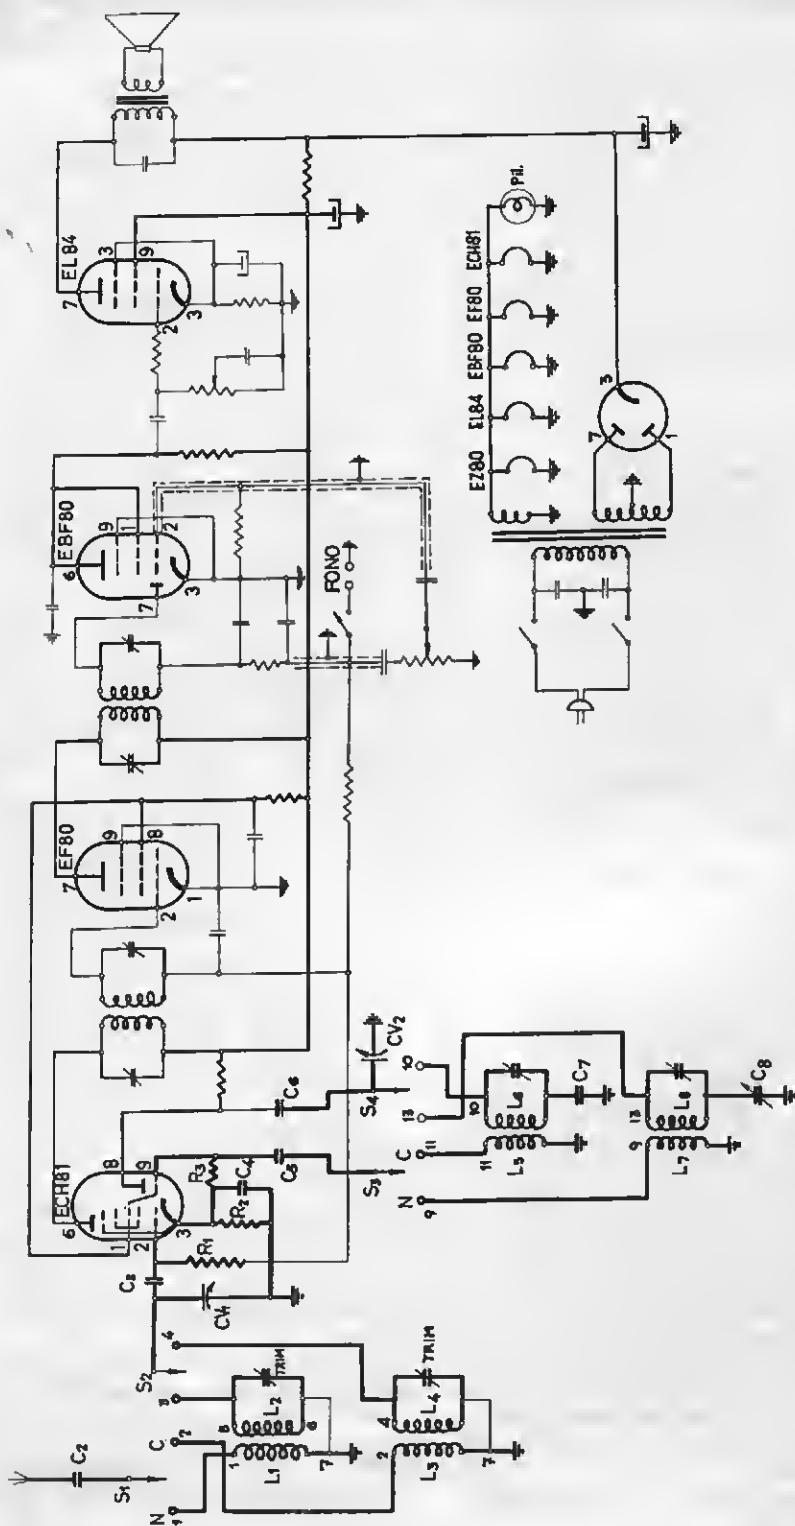 C2
S1
N
1
C
2
3
S2
4
1
L1
7
5
L2
6
TRIM
2
L3
7
4
L4
TRIM
CV1
C3
R1
R2
C4
R3
C5
C6
ECH81
6
8
1
9
2
3
S3
S4
CV2
N
9
C
11
13
10
11
L5
10
L6
C7
9
L7
13
L8
C8
EF80
7
9
8
2
1
EBF80
6
9
1
7
2
3
FONO
EL84
7
3
9
2
3
EZ80
EL84
EBF80
EF80
ECH81
Pil.
7
3
1